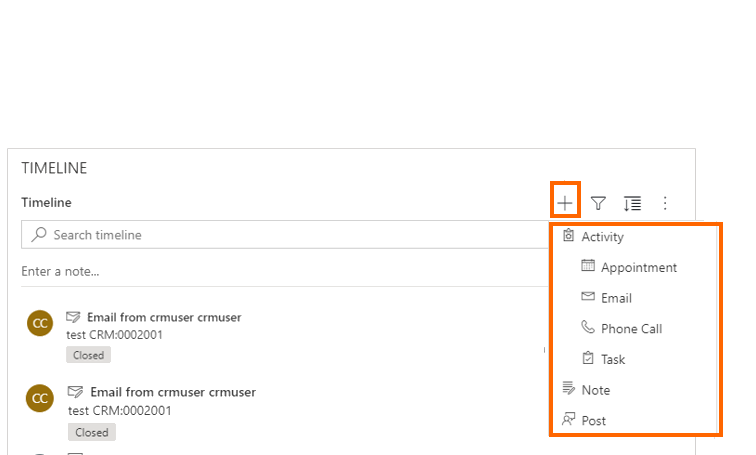 TIMELINE
Timeline
Search timeline
Enter a note...
CC
Email from crmuser crmuser
test CRM:0002001
Closed
CC
Email from crmuser crmuser
test CRM:0002001
Closed
Activity
Appointment
Email
Phone Call
Task
Note
Post